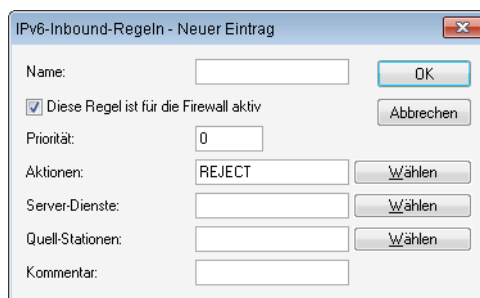 IPv6-Inbound-Regeln - Neuer Eintrag
Name:
OK
Diese Regel ist für die Firewall aktiv
Abbrechen
Priorität:
0
Aktionen:
REJECT
Wählen
Server-Dienste:
Wählen
Quell-Stationen:
Wählen
Kommentar: